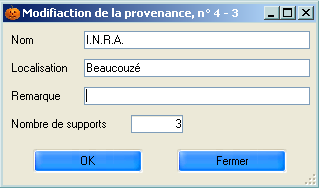 Modifiaction de la provenance, n° 4 - 3
Nom I.N.R.A.
Localisation Beaucouzé
Remarque
Nombre de supports 3
OK Fermer